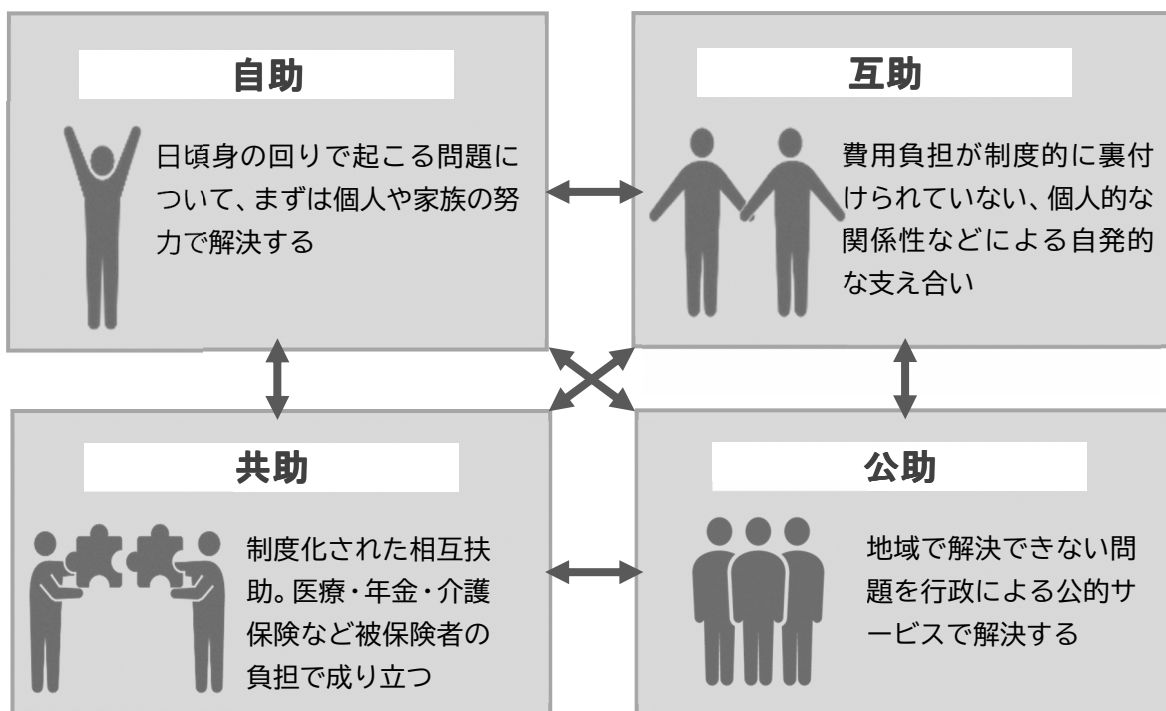 自助
日頃身の回りで起こる問題に
ついて、まずは個人や家族の努
力で解決する
互助
費用負担が制度的に裏付
けられていない、個人的な
関係性などによる自発的
な支え合い
共助
制度化された相互扶
助。医療・年金・介護
保険など被保険者の
負担で成り立つ
公助
地域で解決できない問
題を行政による公的サ
ービスで解決する